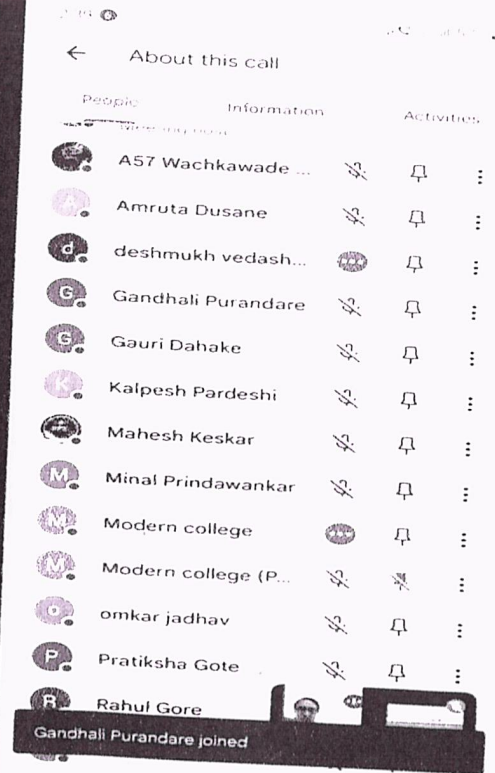 About this call
People Information Activities
A57 Wachkawade ...
A Amruta Dusane
d deshmukh vedash...
G Gandhali Purandare
G Gauri Dahake
K Kalpesh Pardeshi
Mahesh Keskar
M Minal Prindawankar
M Modern college
M Modern college (P...
o omkar jadhav
P Pratiksha Gote
R Rahul Gore
Gandhali Purandare joined